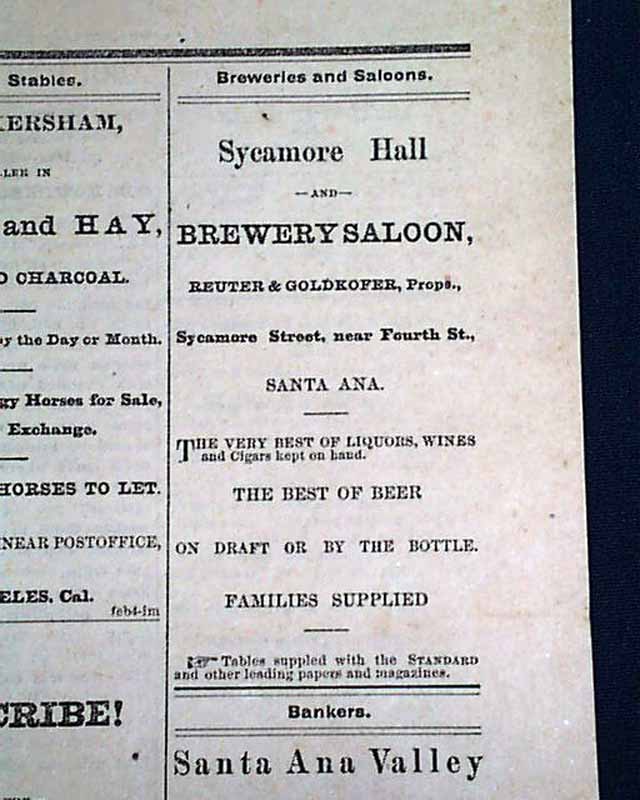 Stables.
ERSHAM,
LER IN
and HAY,
CHARCOAL.
by the Day or Month.
gy Horses for Sale,
Exchange.
HORSES TO LET.
NEAR POSTOFFICE,
ELES, Cal.
feb4-1m
CRIBE!
Breweries and Saloons.
Sycamore Hall
—AND—
BREWERY SALOON,
REUTER & GOLDKOFER, Props.,
Sycamore Street, near Fourth St.,
SANTA ANA.
THE VERY BEST OF LIQUORS, WINES
and Cigars kept on hand.
THE BEST OF BEER
ON DRAFT OR BY THE BOTTLE.
FAMILIES SUPPLIED
☞ Tables suppled with the STANDARD
and other leading papers and magazines.
Bankers.
Santa Ana Valley